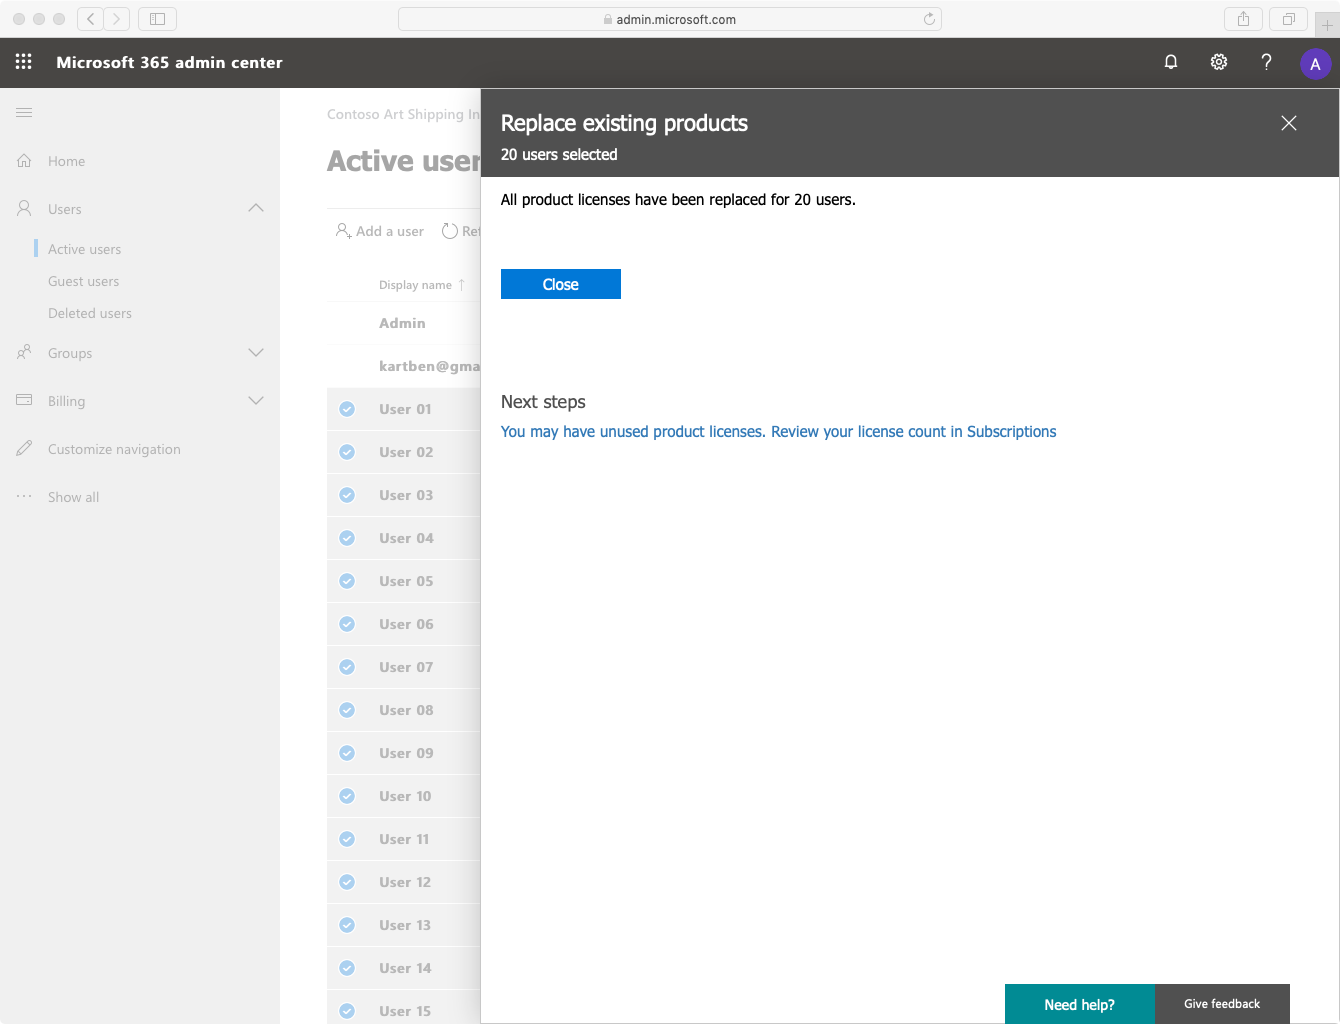 admin.microsoft.com
Microsoft 365 admin center
A
Contoso Art Shipping In
Replace existing products
20 users selected
Home
Active user
All product licenses have been replaced for 20 users.
Users
Add a user
Active users
Guest users
Deleted users
Display name ↑
Close
Admin
Groups
kartben@gma
Billing
Next steps
You may have unused product licenses. Review your license count in Subscriptions
Customize navigation
Show all
User 01
User 02
User 03
User 04
User 05
User 06
User 07
User 08
User 09
User 10
User 11
User 12
User 13
User 14
User 15
Need help?
Give feedback